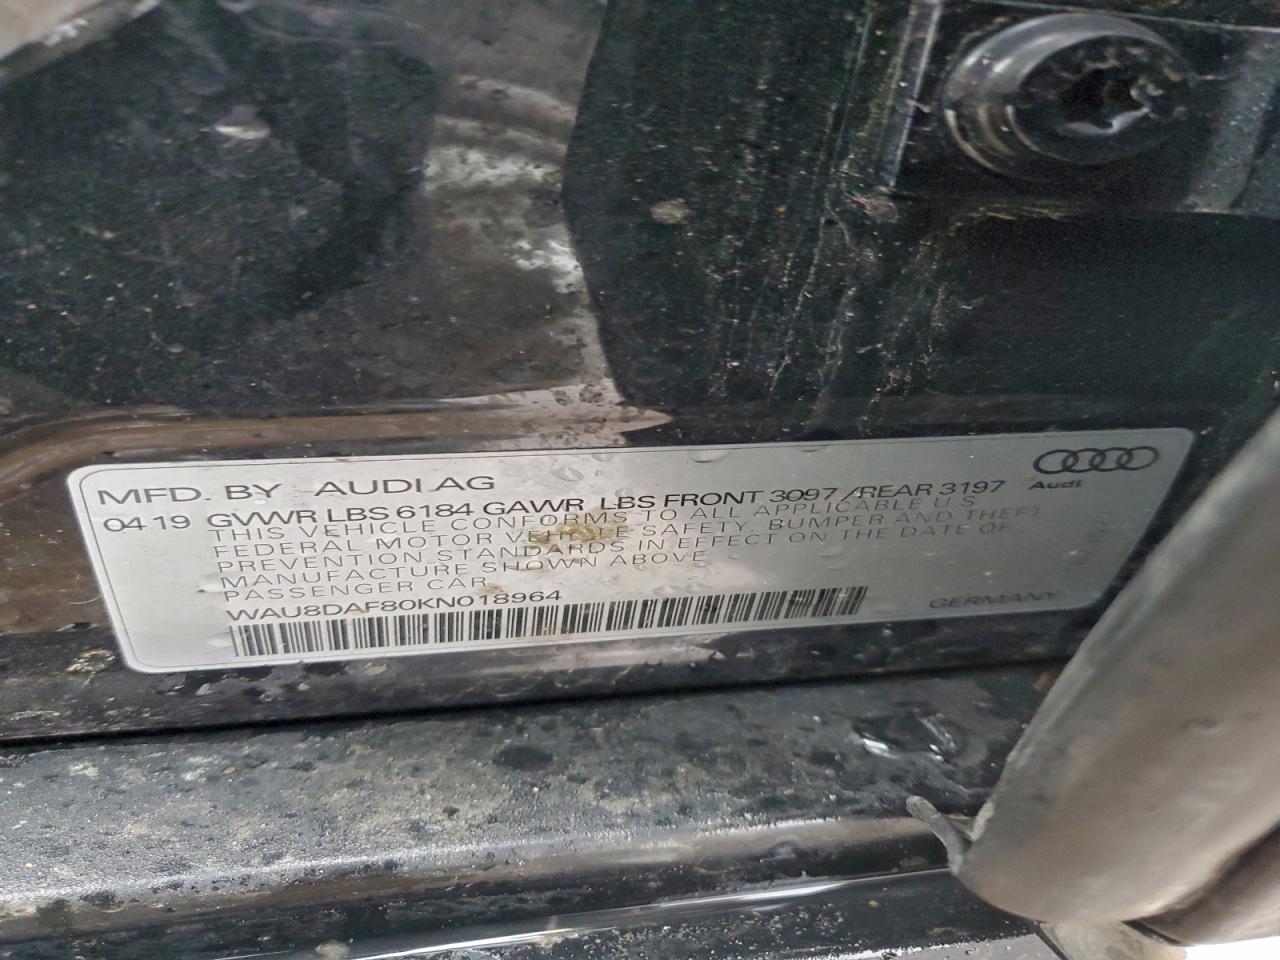 MFD. BY AUDI AG
04 19 GVWR LBS 6184 GAWR LBS FRONT 3097/REAR 3197
THIS VEHICLE CONFORMS TO ALL APPLICABLE U.S.
FEDERAL MOTOR VEHICLE SAFETY, BUMPER AND THEFT
PREVENTION STANDARDS IN EFFECT ON THE DATE OF
MANUFACTURE SHOWN ABOVE
PASSENGER CAR
WAU8DAF80KN018964
Audi
GERMANY